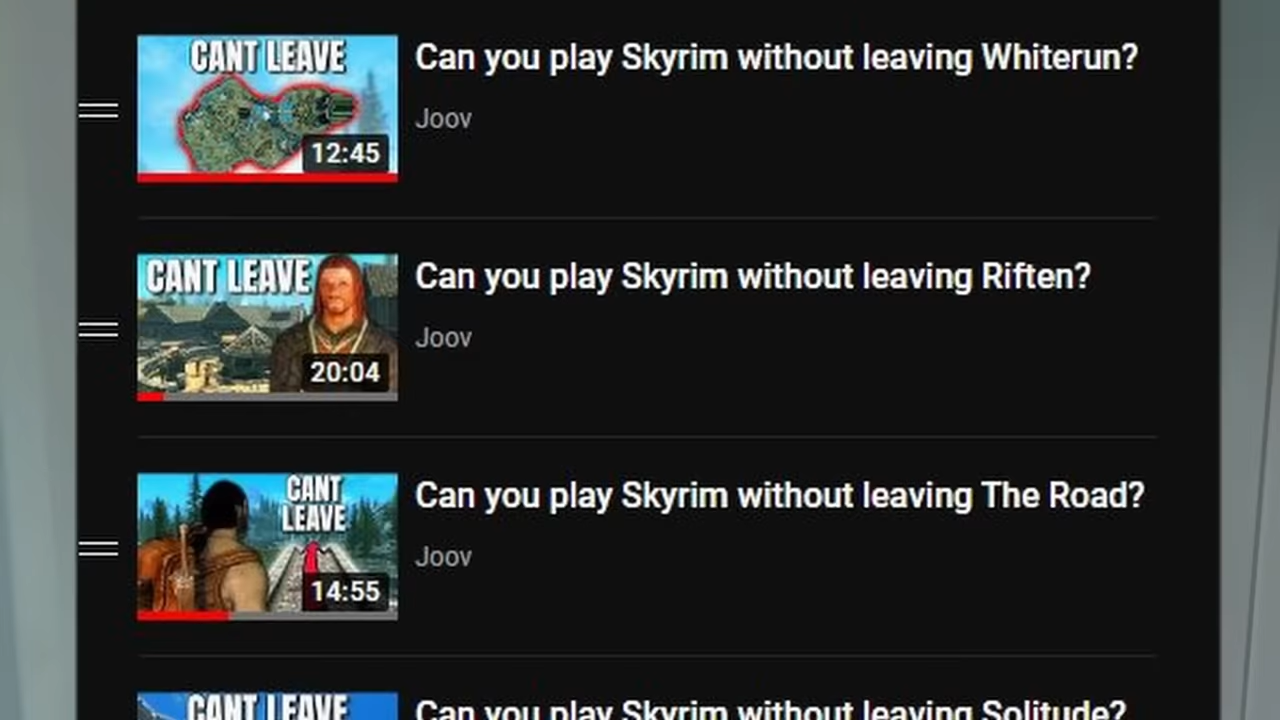 CANT LEAVE
12:45
Can you play Skyrim without leaving Whiterun?
Joov
CANT LEAVE
20:04
Can you play Skyrim without leaving Riften?
Joov
CANT
LEAVE
14:55
Can you play Skyrim without leaving The Road?
Joov
CANT LEAVE
Can you play Skyrim without leaving Solitude?